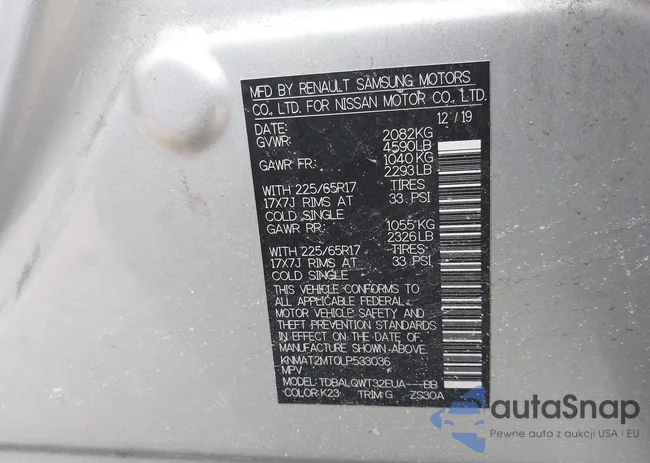 MFD BY RENAULT SAMSUNG MOTORS
CO., LTD. FOR NISSAN MOTOR CO., LTD.
DATE: 12/19
GVWR: 2082KG
4590LB
GAWR FR: 1040KG
2293LB
WITH 225/65R17 TIRES
17X7J RIMS AT 33 PSI
COLD SINGLE
GAWR RR: 1055KG
2326LB
WITH 225/65R17 TIRES
17X7J RIMS AT 33 PSI
COLD SINGLE
THIS VEHICLE CONFORMS TO
ALL APPLICABLE FEDERAL
MOTOR VEHICLE SAFETY AND
THEFT PREVENTION STANDARDS
IN EFFECT ON THE DATE OF
MANUFACTURE SHOWN ABOVE.
KNMAT2MT0LP533036
MPV
MODEL: TDBALQWT32EUA--BB
COLOR:K23 TRIM:G ZS30A
autaSnap
Pewne auto z aukcji USA i EU